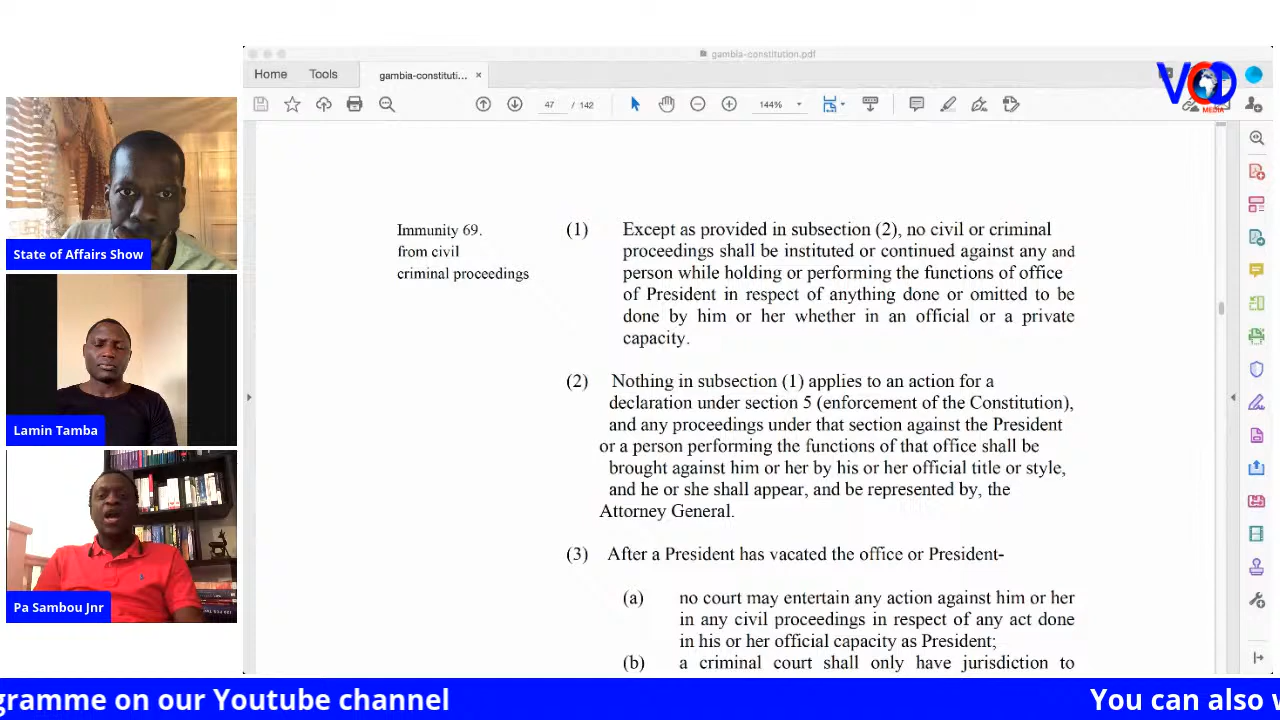 gambia-constitution.pdf
Home Tools gambia-constituti... ×
47 / 142 144%
VOD
MEDIA
Immunity 69.
from civil
criminal proceedings
(1) Except as provided in subsection (2), no civil or criminal
proceedings shall be instituted or continued against any and
person while holding or performing the functions of office
of President in respect of anything done or omitted to be
done by him or her whether in an official or a private
capacity.
(2) Nothing in subsection (1) applies to an action for a
declaration under section 5 (enforcement of the Constitution),
and any proceedings under that section against the President
or a person performing the functions of that office shall be
brought against him or her by his or her official title or style,
and he or she shall appear, and be represented by, the
Attorney General.
(3) After a President has vacated the office or President-
(a) no court may entertain any action against him or her
in any civil proceedings in respect of any act done
in his or her official capacity as President;
(b) a criminal court shall only have jurisdiction to
State of Affairs Show
Lamin Tamba
Pa Sambou Jnr
gramme on our Youtube channel
You can also